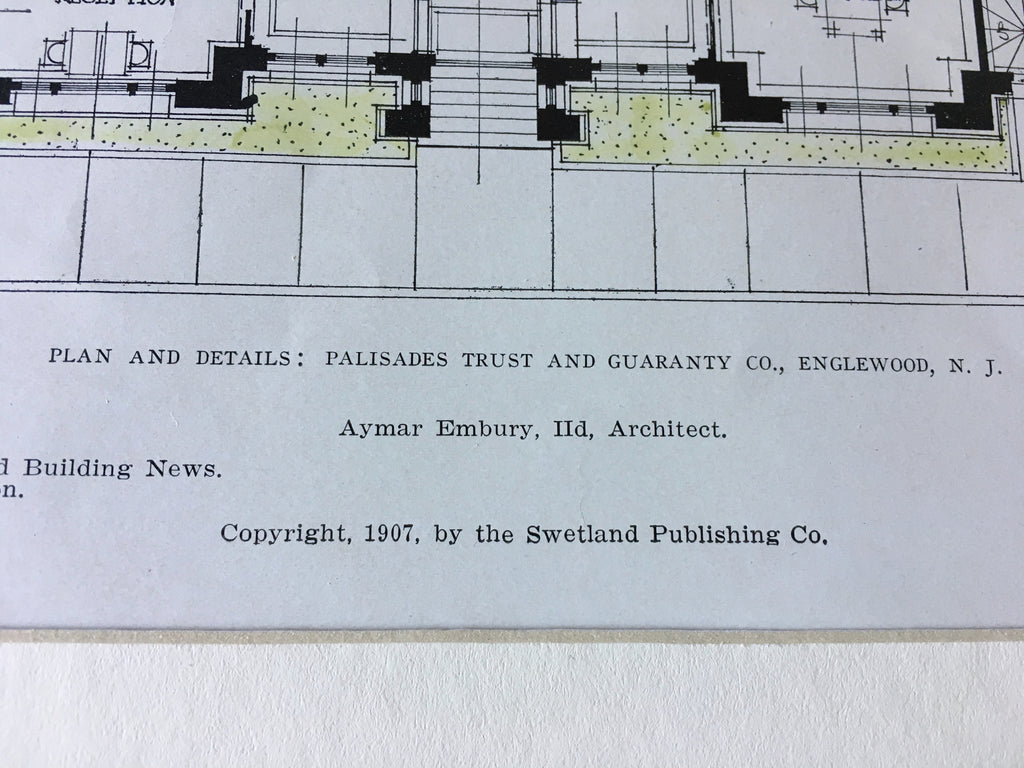 RECEPTION
PLAN AND DETAILS: PALISADES TRUST AND GUARANTY CO., ENGLEWOOD, N. J.
Aymar Embury, IId, Architect.
d Building News.
n.
Copyright, 1907, by the Swetland Publishing Co.